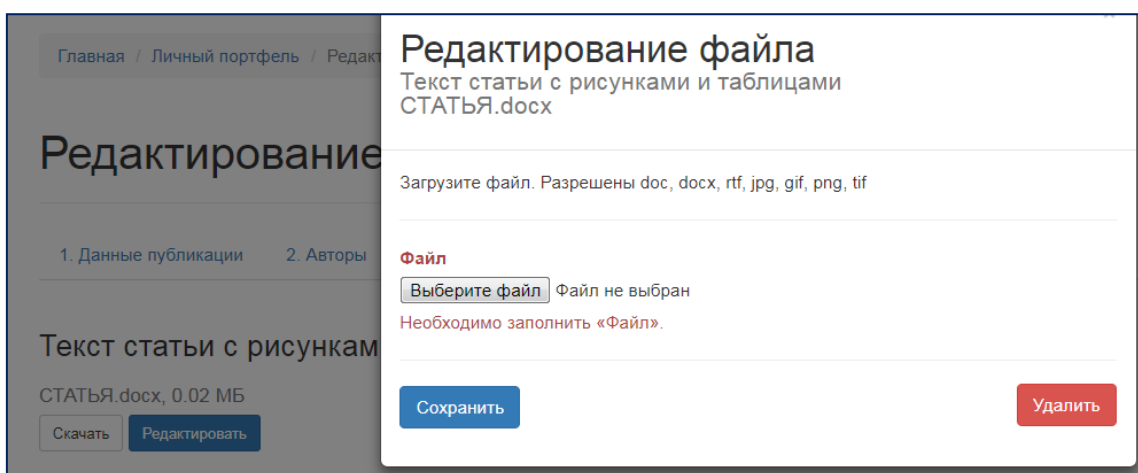 Главная / Личный портфель / Редакт
Редактирование
1. Данные публикации 2. Авторы
Текст статьи с рисункам
СТАТЬЯ.docx, 0.02 МБ
Скачать Редактировать
Редактирование файла
Текст статьи с рисунками и таблицами
СТАТЬЯ.docx
Загрузите файл. Разрешены doc, docx, rtf, jpg, gif, png, tif
Файл
Выберите файл Файл не выбран
Необходимо заполнить «Файл».
Сохранить Удалить